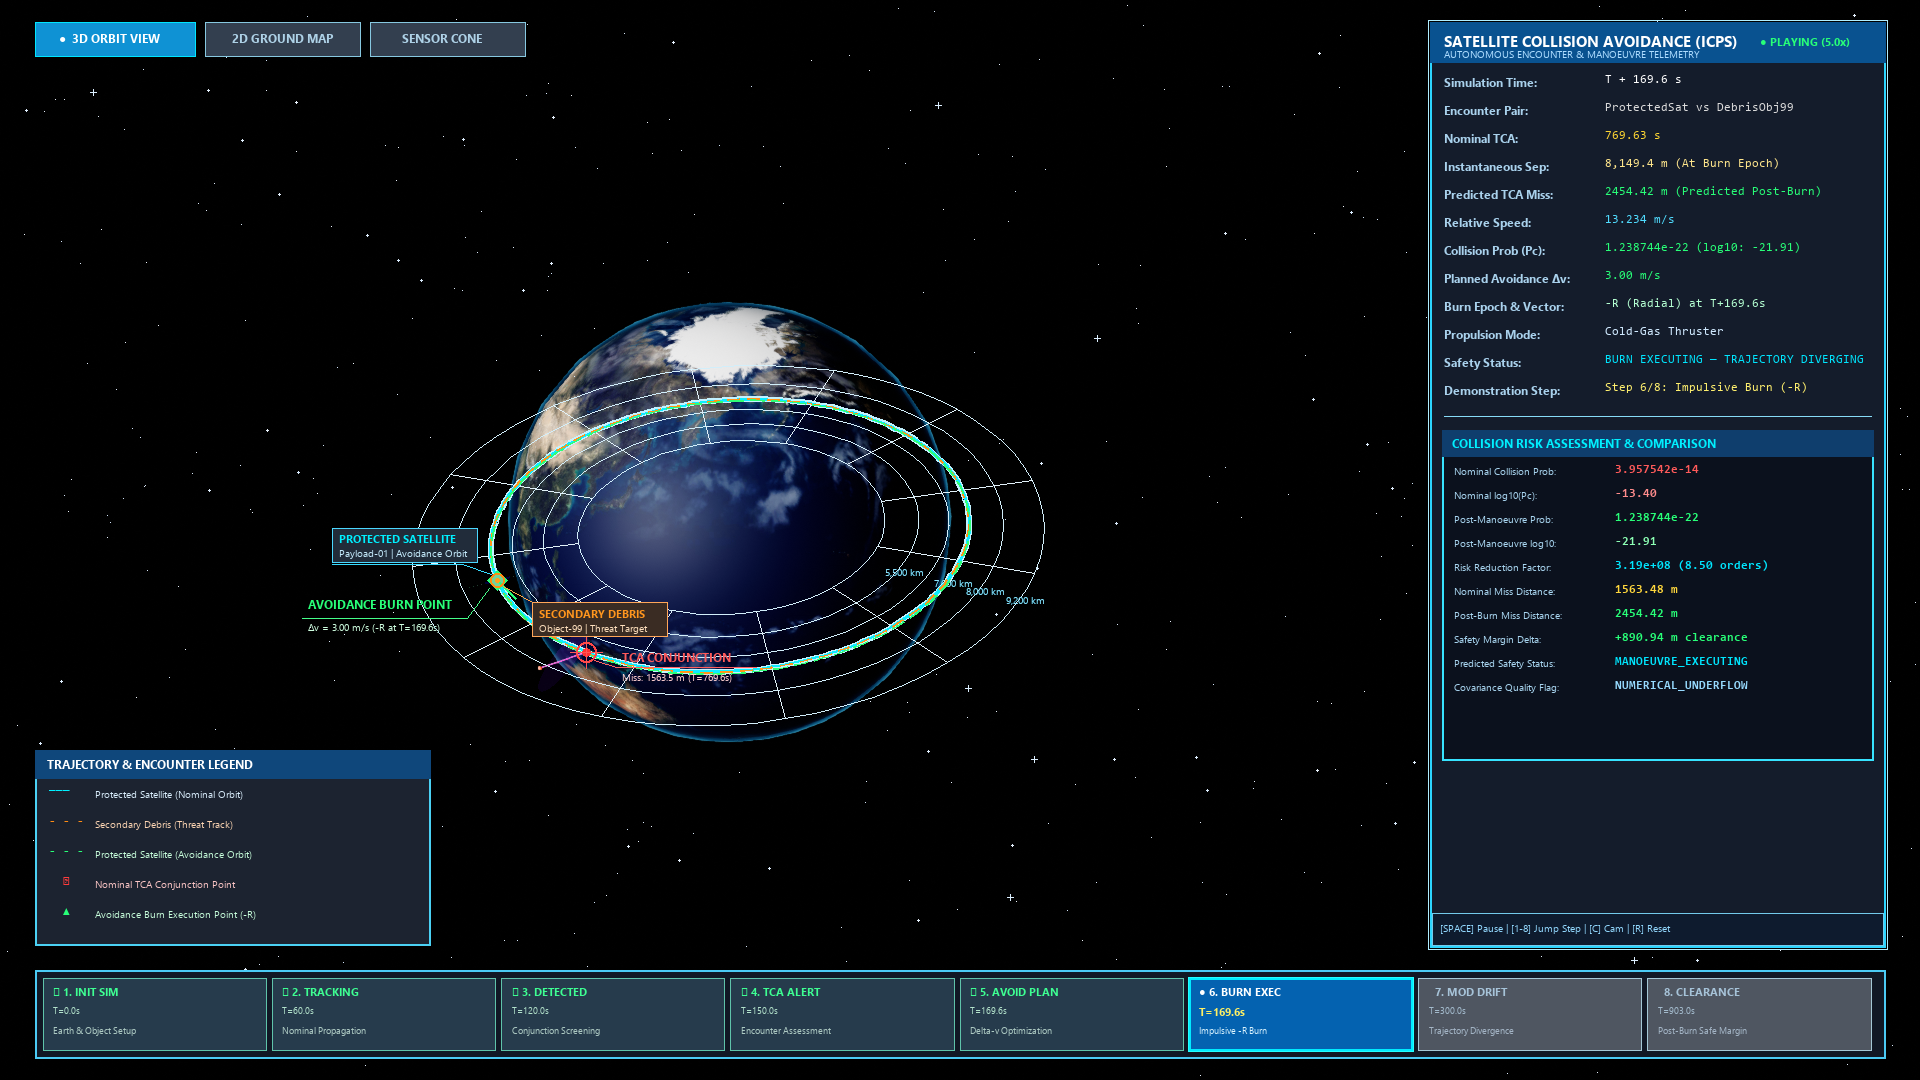 ● 3D ORBIT VIEW
2D GROUND MAP
SENSOR CONE
SATELLITE COLLISION AVOIDANCE (ICPS)
● PLAYING (5.0x)
AUTONOMOUS ENCOUNTER & MANOEUVRE TELEMETRY
Simulation Time: T + 169.6 s
Encounter Pair: ProtectedSat vs DebrisObj99
Nominal TCA: 769.63 s
Instantaneous Sep: 8,149.4 m (At Burn Epoch)
Predicted TCA Miss: 2454.42 m (Predicted Post-Burn)
Relative Speed: 13.234 m/s
Collision Prob (Pc): 1.238744e-22 (log10: -21.91)
Planned Avoidance Δv: 3.00 m/s
Burn Epoch & Vector: -R (Radial) at T+169.6s
Propulsion Mode: Cold-Gas Thruster
Safety Status: BURN EXECUTING — TRAJECTORY DIVERGING
Demonstration Step: Step 6/8: Impulsive Burn (-R)
COLLISION RISK ASSESSMENT & COMPARISON
Nominal Collision Prob: 3.957542e-14
Nominal log10(Pc): -13.40
Post-Manoeuvre Prob: 1.238744e-22
Post-Manoeuvre log10: -21.91
Risk Reduction Factor: 3.19e+08 (8.50 orders)
Nominal Miss Distance: 1563.48 m
Post-Burn Miss Distance: 2454.42 m
Safety Margin Delta: +890.94 m clearance
Predicted Safety Status: MANOEUVRE_EXECUTING
Covariance Quality Flag: NUMERICAL_UNDERFLOW
[SPACE] Pause | [1-8] Jump Step | [C] Cam | [R] Reset
PROTECTED SATELLITE
Payload-01 | Avoidance Orbit
AVOIDANCE BURN POINT
Δv = 3.00 m/s (-R at T=169.6s)
SECONDARY DEBRIS
Object-99 | Threat Target
TCA CONJUNCTION
Miss: 1563.5 m (T=769.6s)
5,500 km
km
8,000 km
9,200 km
TRAJECTORY & ENCOUNTER LEGEND
Protected Satellite (Nominal Orbit)
Secondary Debris (Threat Track)
Protected Satellite (Avoidance Orbit)
Nominal TCA Conjunction Point
▲ Avoidance Burn Execution Point (-R)
1. INIT SIM
T=0.0s
Earth & Object Setup
2. TRACKING
T=60.0s
Nominal Propagation
3. DETECTED
T=120.0s
Conjunction Screening
4. TCA ALERT
T=150.0s
Encounter Assessment
5. AVOID PLAN
T=169.6s
Delta-v Optimization
● 6. BURN EXEC
T=169.6s
Impulsive -R Burn
7. MOD DRIFT
T=300.0s
Trajectory Divergence
8. CLEARANCE
T=903.0s
Post-Burn Safe Margin